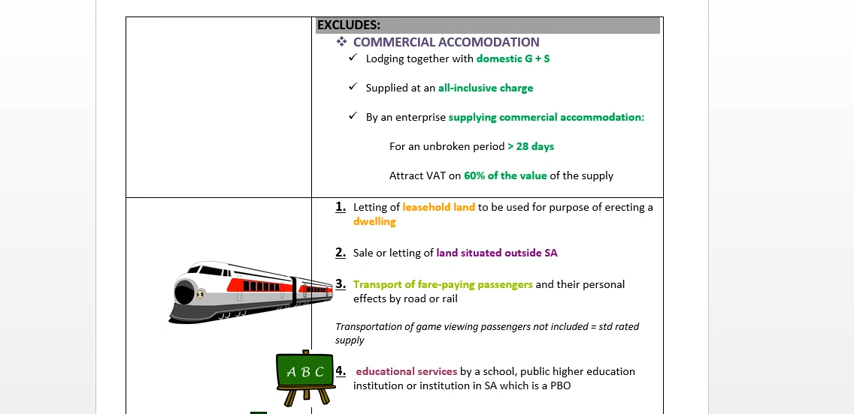 EXCLUDES:
❖ COMMERCIAL ACCOMODATION
✓ Lodging together with domestic G + S
✓ Supplied at an all-inclusive charge
✓ By an enterprise supplying commercial accommodation:
For an unbroken period > 28 days
Attract VAT on 60% of the value of the supply
1. Letting of leasehold land to be used for purpose of erecting a
dwelling
2. Sale or letting of land situated outside SA
3. Transport of fare-paying passengers and their personal
effects by road or rail
Transportation of game viewing passengers not included = std rated
supply
A B C
4. educational services by a school, public higher education
institution or institution in SA which is a PBO